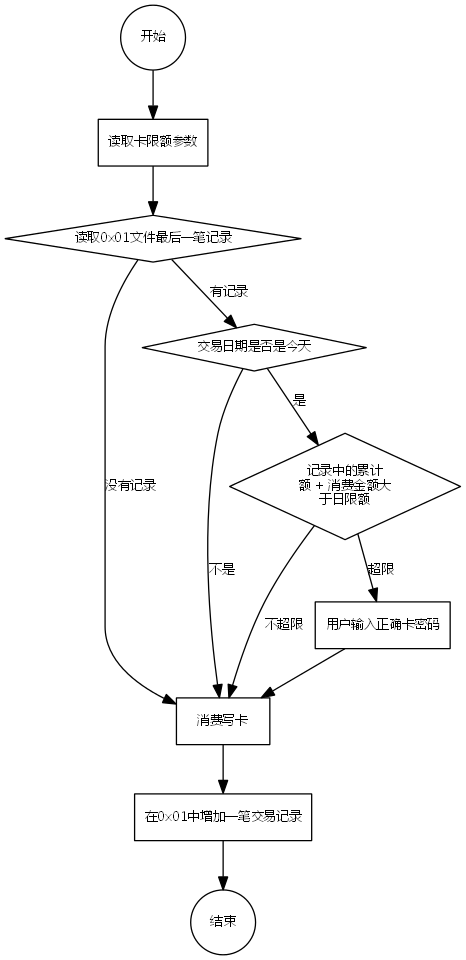 开始
读取卡限额参数
读取0x01文件最后一笔记录
有记录
交易日期是否是今天
是
记录中的累计
额 + 消费金额大
于日限额
没有记录
不是
超限
不超限
用户输入正确卡密码
消费写卡
在0x01中增加一笔交易记录
结束